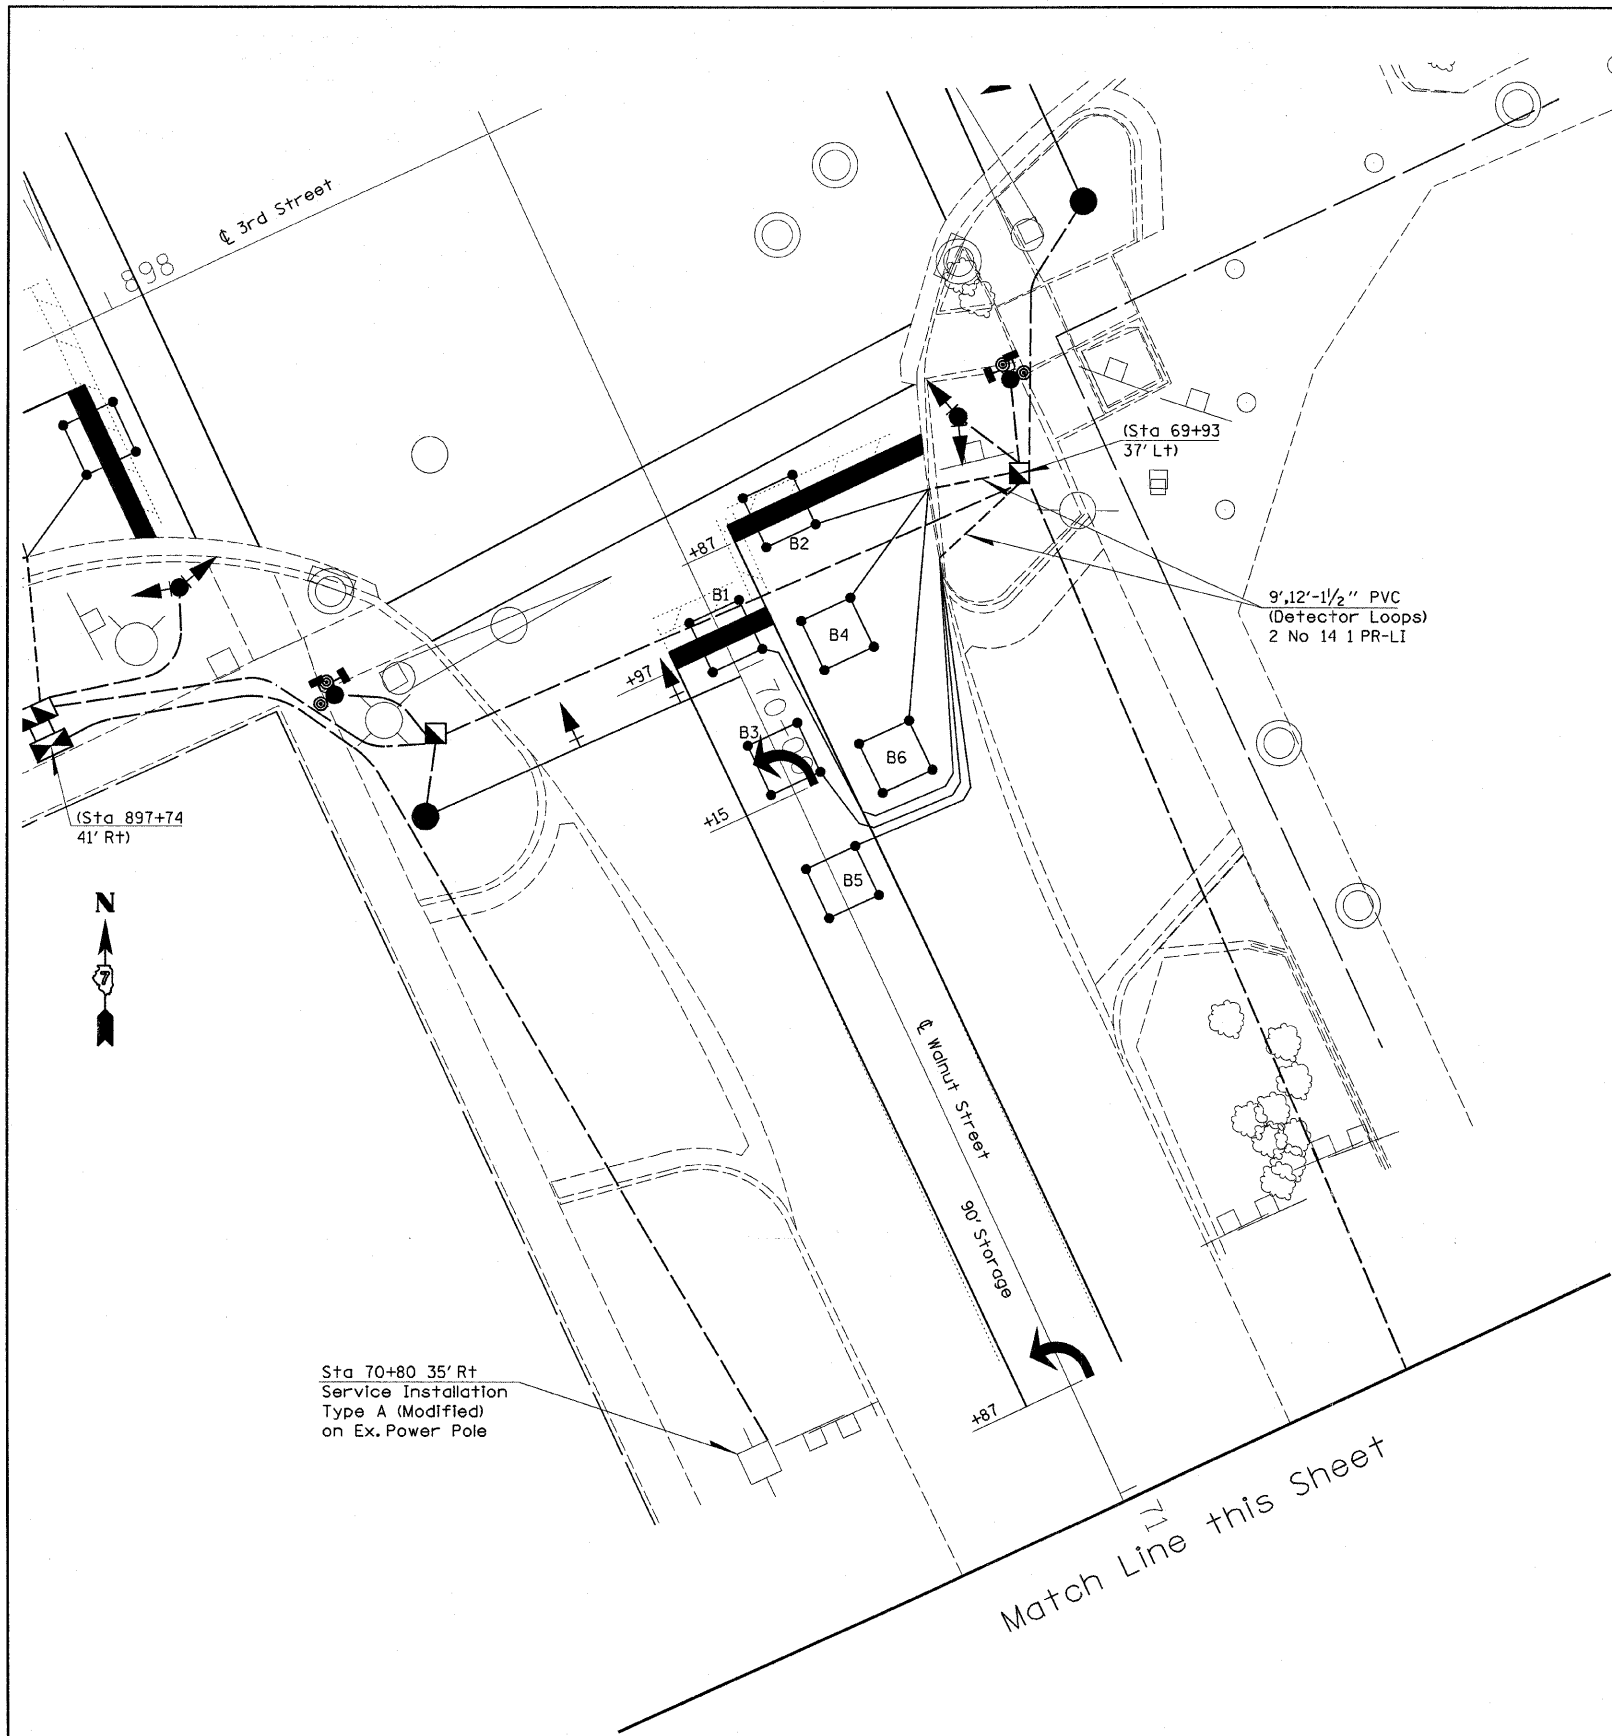 ℄ 3rd Street
898
(Sta 69+93
37' Lt)
+87
B2
B1
9',12'-1½" PVC
(Detector Loops)
2 No 14 1 PR-LI
B4
+97
70+00
B3
B6
+15
(Sta 897+74
41' Rt)
B5
N
7
℄ Walnut Street
90' Storage
Sta 70+80 35' Rt
Service Installation
Type A (Modified)
on Ex. Power Pole
+87
71
Match Line this Sheet